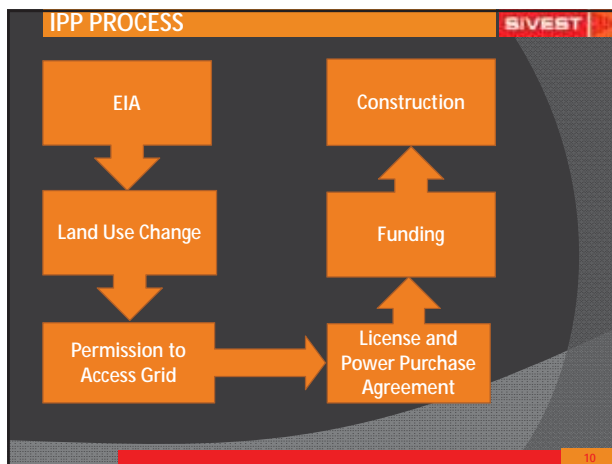 IPP PROCESS
SiVEST
EIA
Land Use Change
Permission to
Access Grid
License and
Power Purchase
Agreement
Funding
Construction
10